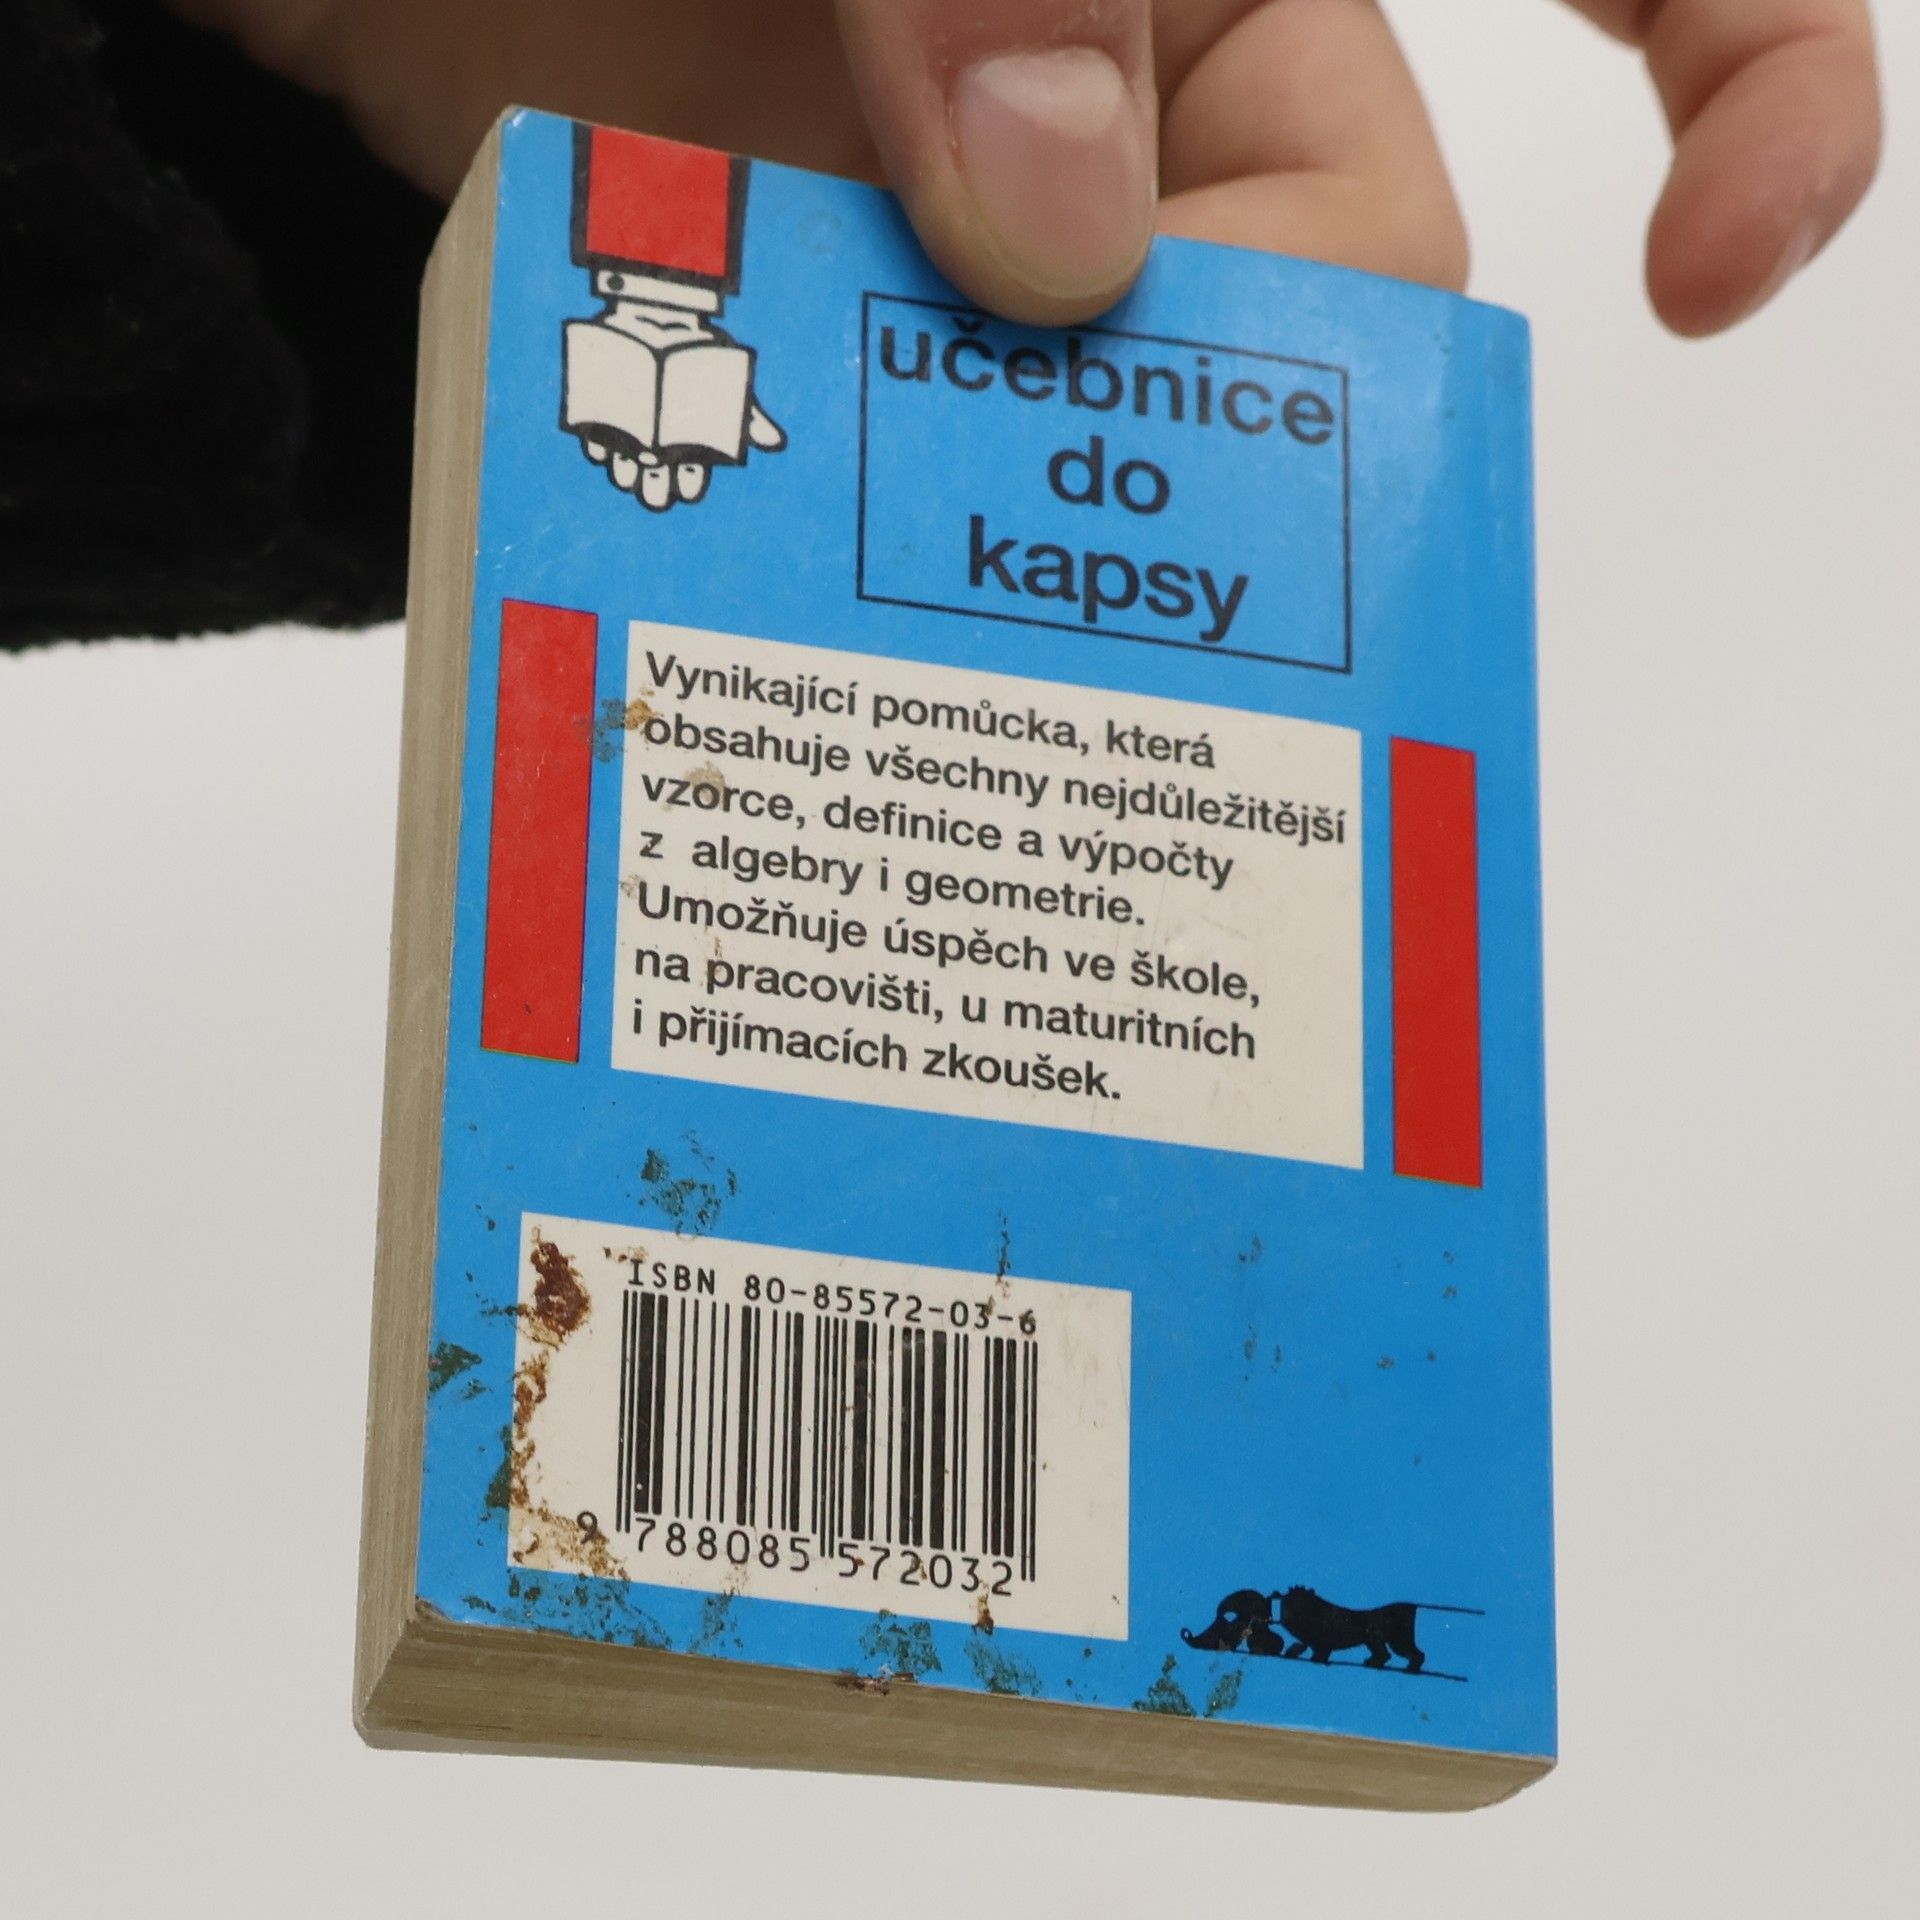 učebnice
do
kapsy
Vynikající pomůcka, která
obsahuje všechny nejdůležitější
vzorce, definice a výpočty
z algebry i geometrie.
Umožňuje úspěch ve škole,
na pracovišti, u maturitních
i přijímacích zkoušek.
ISBN 80-85572-03-6
9 788085 572032